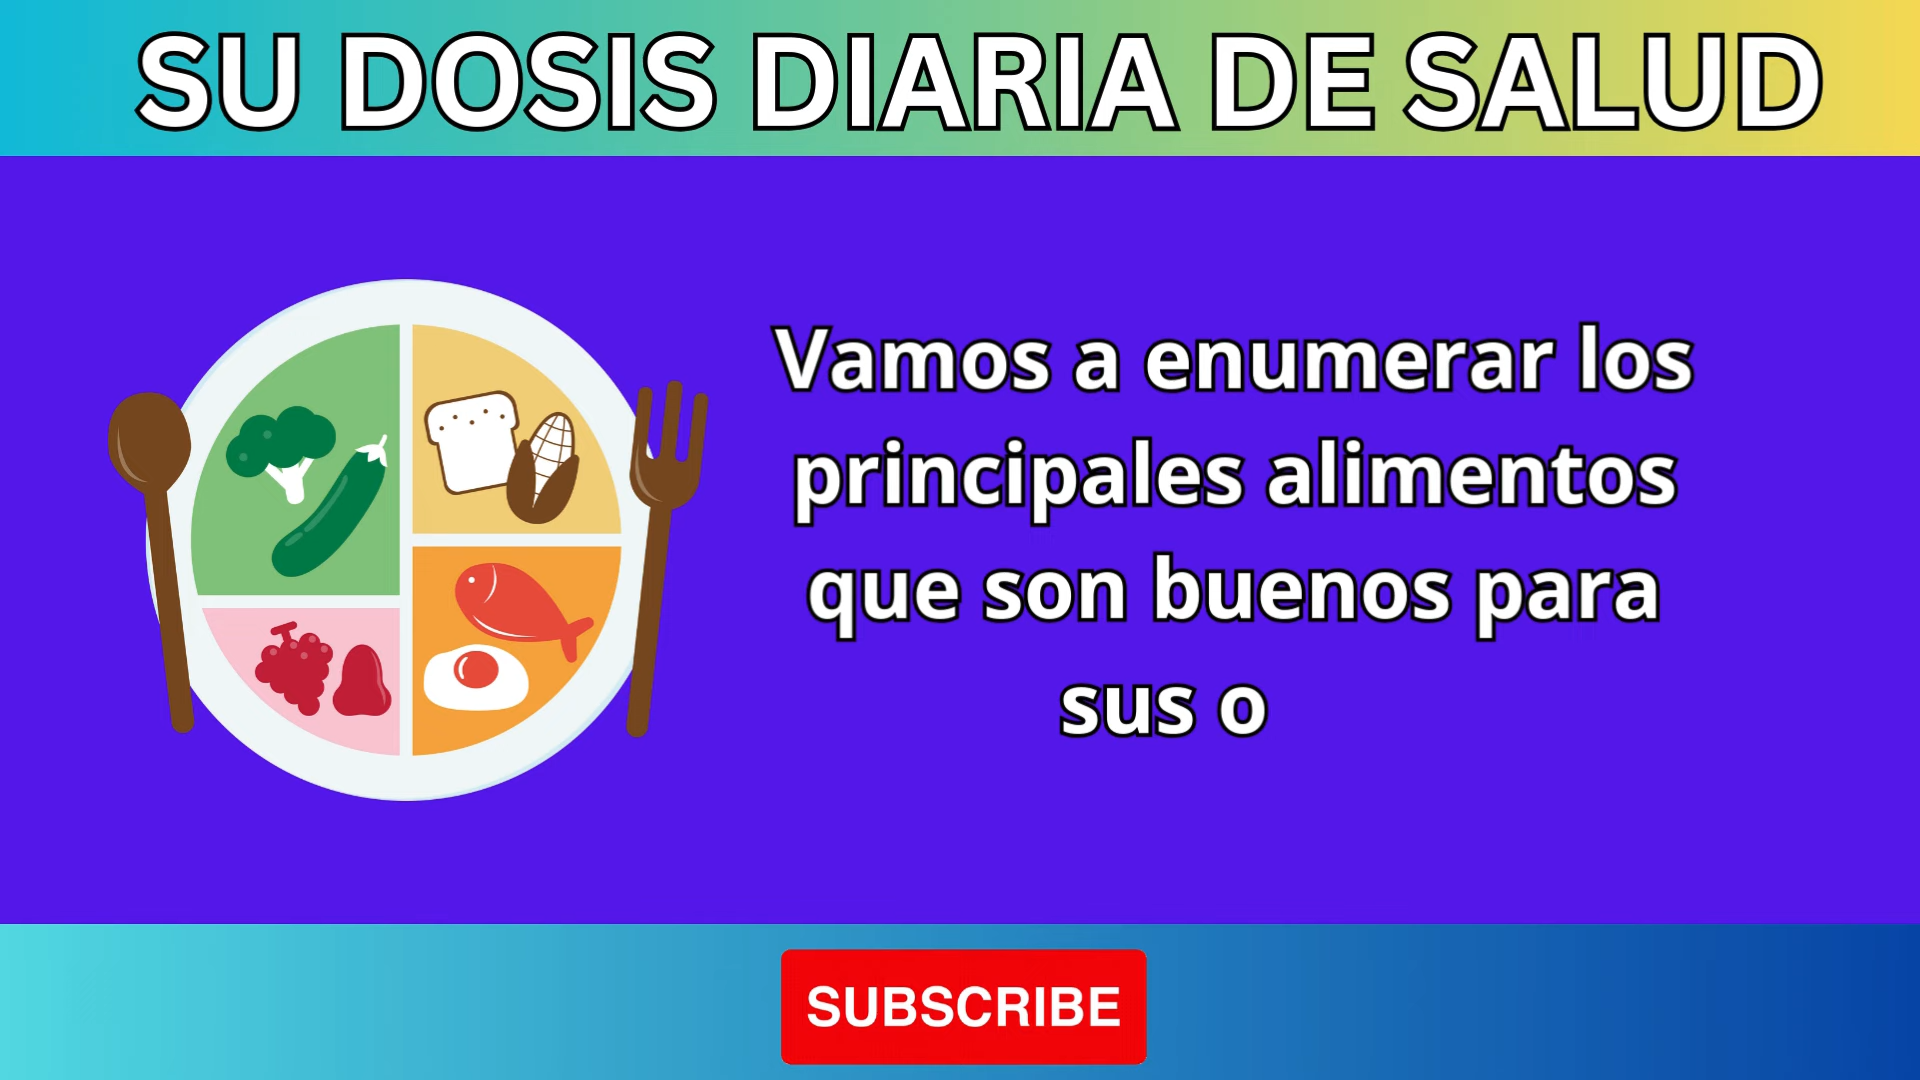 SU DOSIS DIARIA DE SALUD
Vamos a enumerar los
principales alimentos
que son buenos para
sus o
SUBSCRIBE